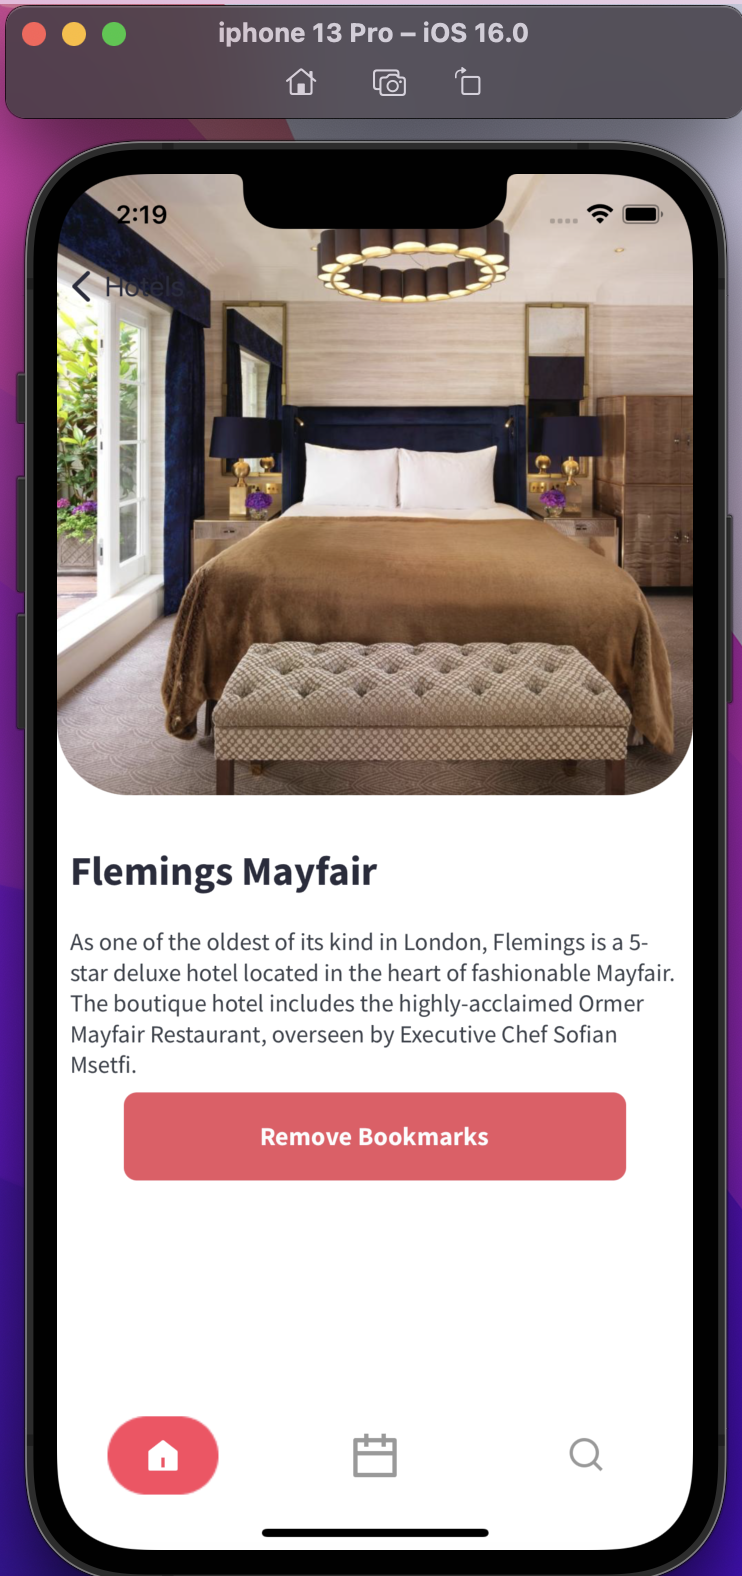 iphone 13 Pro – iOS 16.0
2:19
Hotels
Flemings Mayfair
As one of the oldest of its kind in London, Flemings is a 5-
star deluxe hotel located in the heart of fashionable Mayfair.
The boutique hotel includes the highly-acclaimed Ormer
Mayfair Restaurant, overseen by Executive Chef Sofian
Msetfi.
Remove Bookmarks